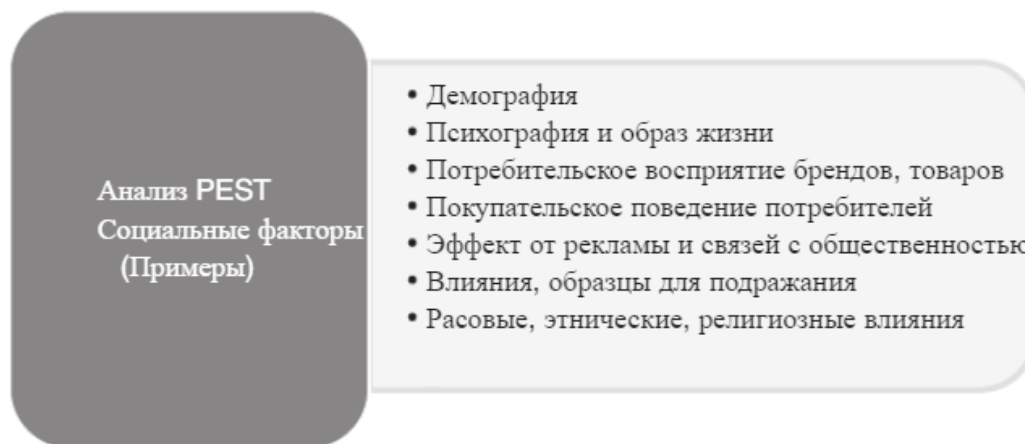 Анализ PEST
Социальные факторы
(Примеры)
• Демография
• Психография и образ жизни
• Потребительское восприятие брендов, товаров
• Покупательское поведение потребителей
• Эффект от рекламы и связей с общественностью
• Влияния, образцы для подражания
• Расовые, этнические, религиозные влияния